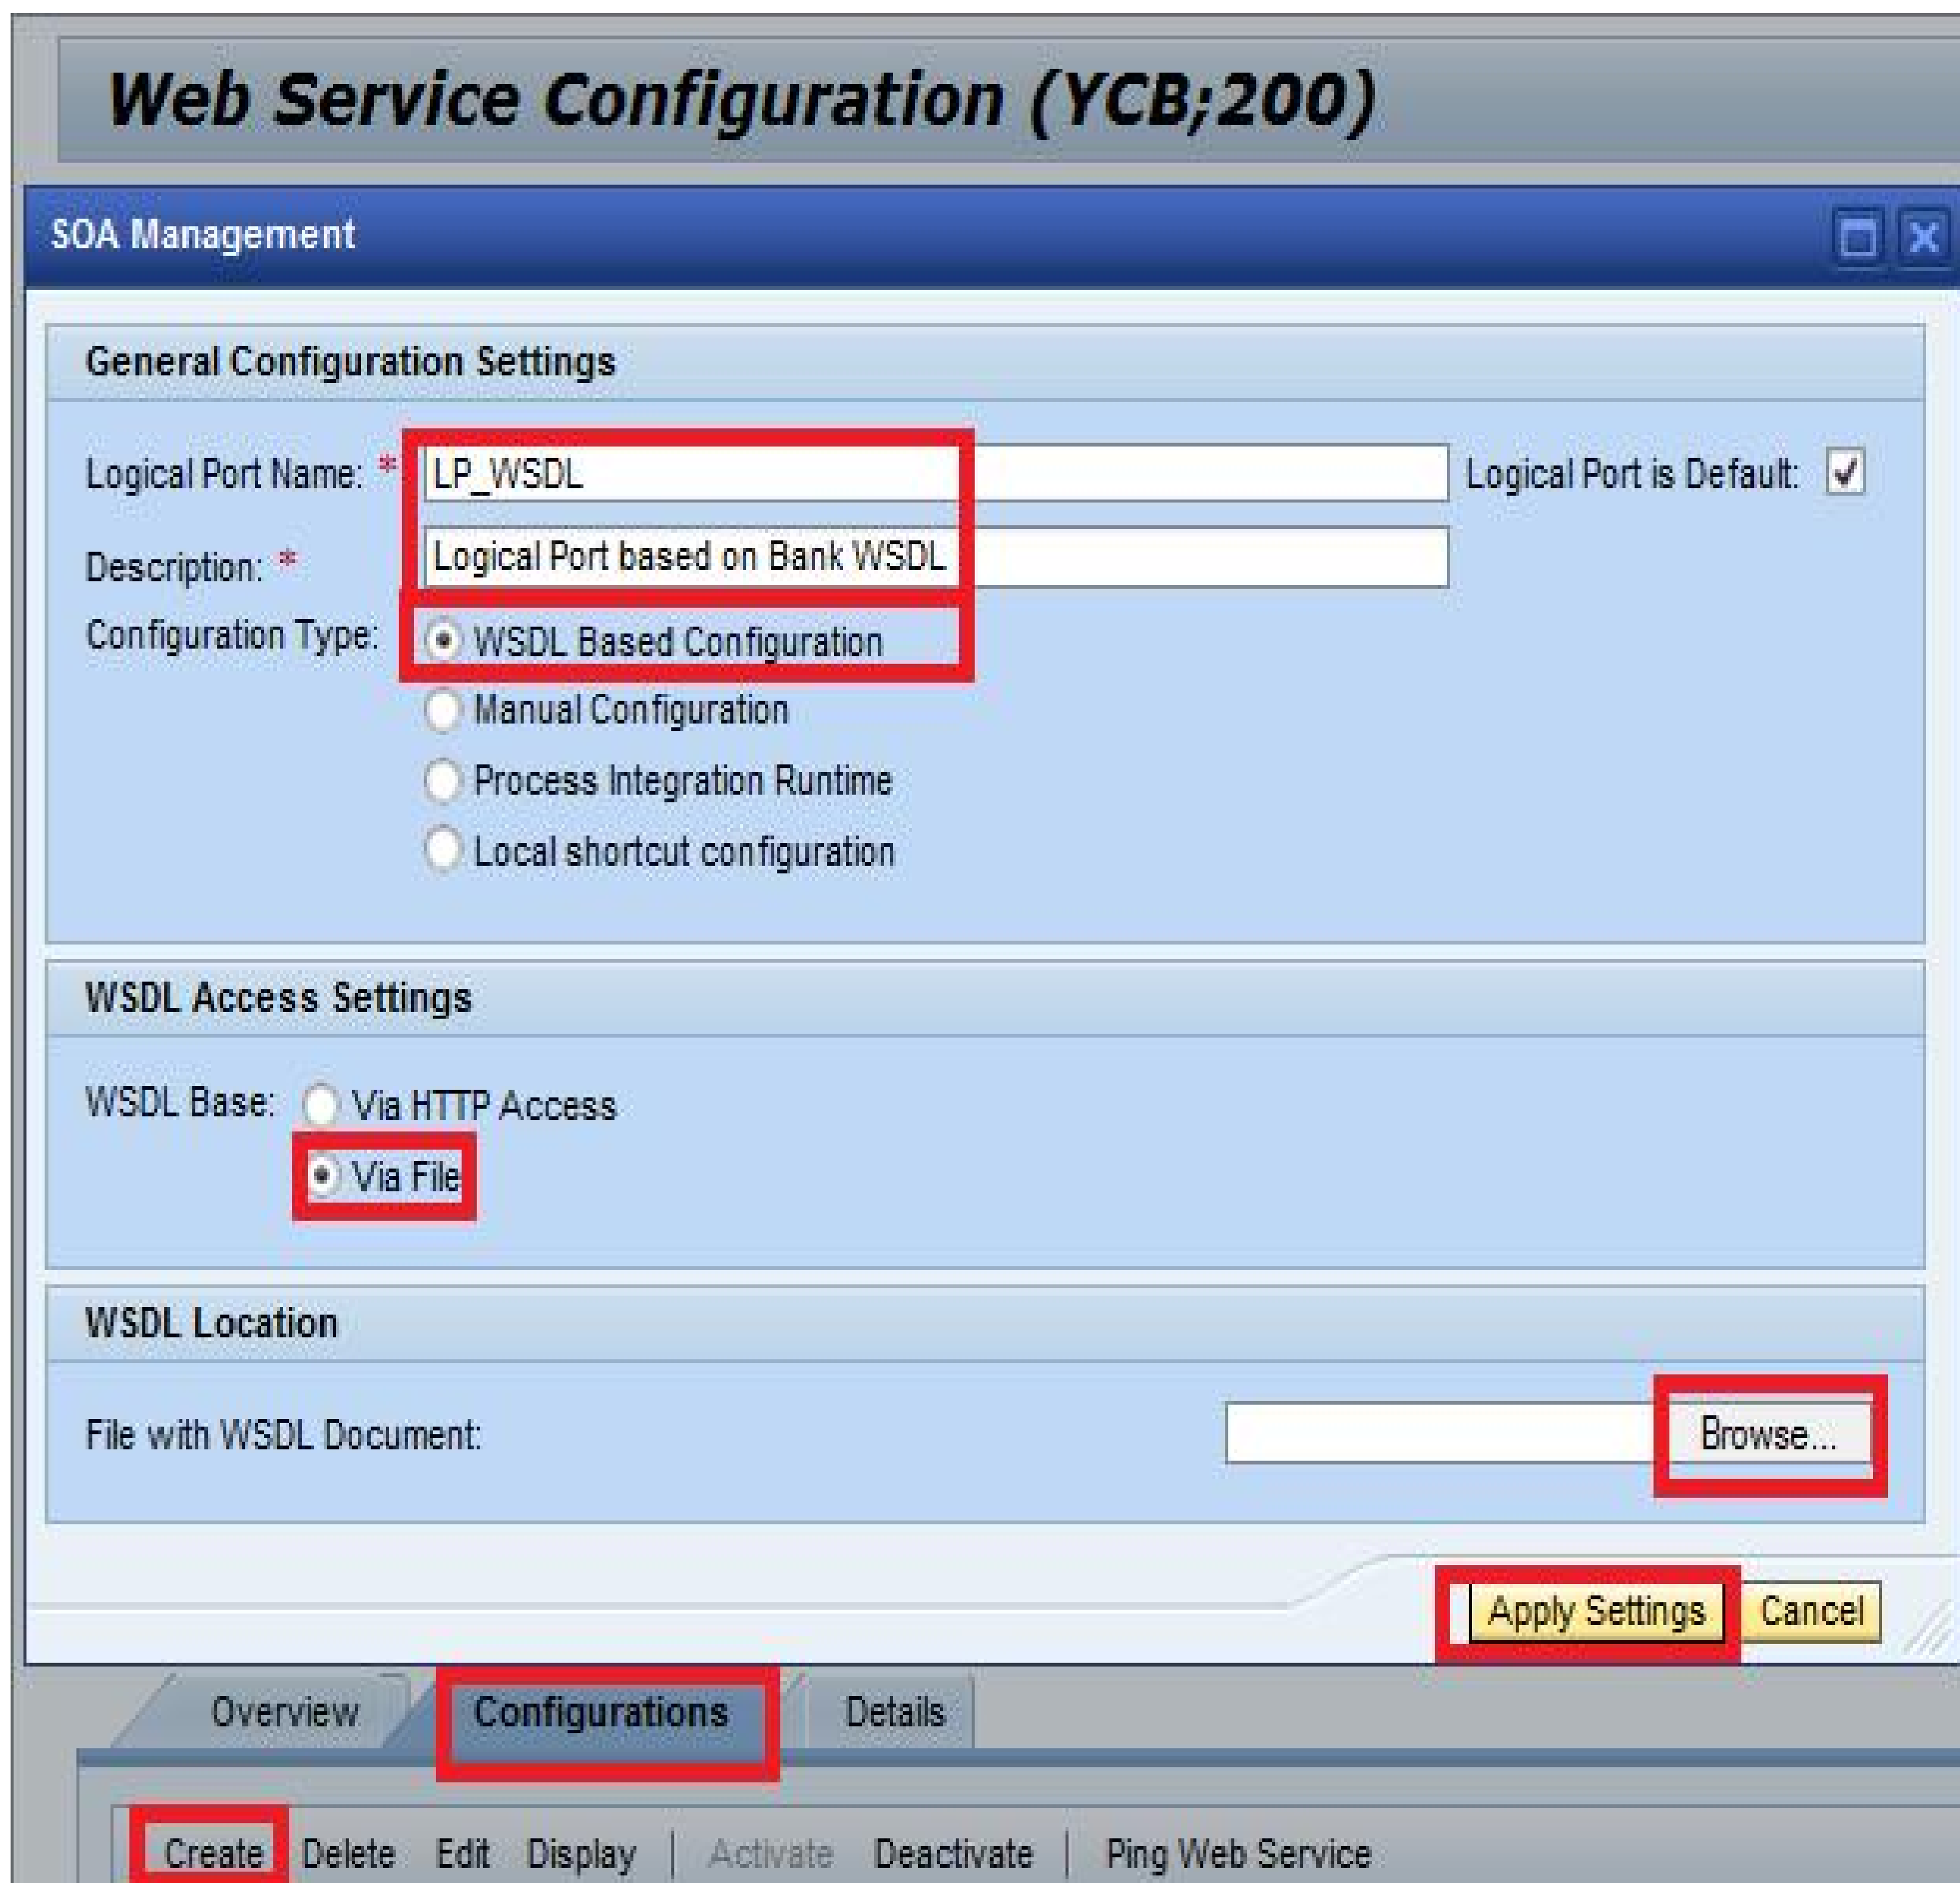 Web Service Configuration (YCB;200)
SOA Management
General Configuration Settings
Logical Port Name: * LP_WSDL Logical Port is Default:
Description: * Logical Port based on Bank WSDL
Configuration Type: WSDL Based Configuration
Manual Configuration
Process Integration Runtime
Local shortcut configuration
WSDL Access Settings
WSDL Base: Via HTTP Access
Via File
WSDL Location
File with WSDL Document: Browse...
Apply Settings Cancel
Overview Configurations Details
Create Delete Edit Display | Activate Deactivate | Ping Web Service